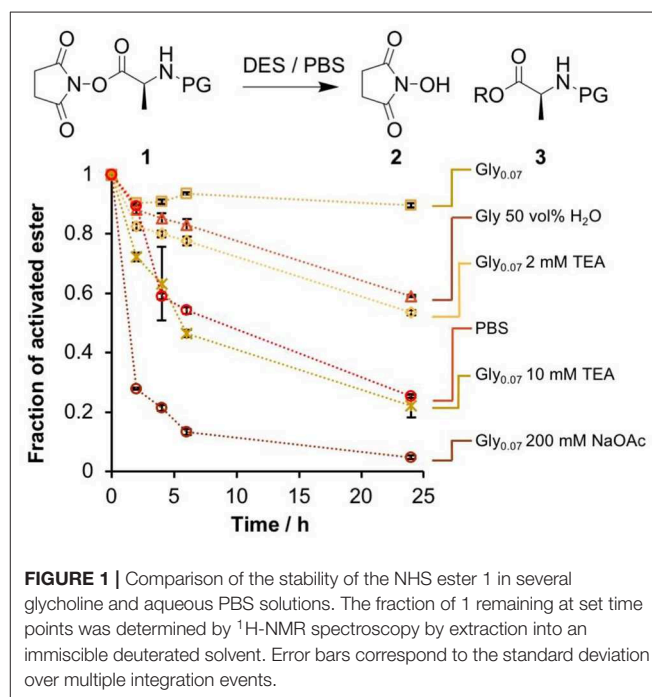 O
O
N
O
O
H
N
PG
DES / PBS
O
N-OH
O
O
RO
H
N
PG
1
2
3
Fraction of activated ester
1
0.8
0.6
0.4
0.2
0
0 5 10 15 20 25
Time / h
Gly0.07
Gly 50 vol% H2O
Gly0.07 2 mM TEA
PBS
Gly0.07 10 mM TEA
Gly0.07 200 mM NaOAc
FIGURE 1 | Comparison of the stability of the NHS ester 1 in several
glycholine and aqueous PBS solutions. The fraction of 1 remaining at set time
points was determined by 1H-NMR spectroscopy by extraction into an
immiscible deuterated solvent. Error bars correspond to the standard deviation
over multiple integration events.